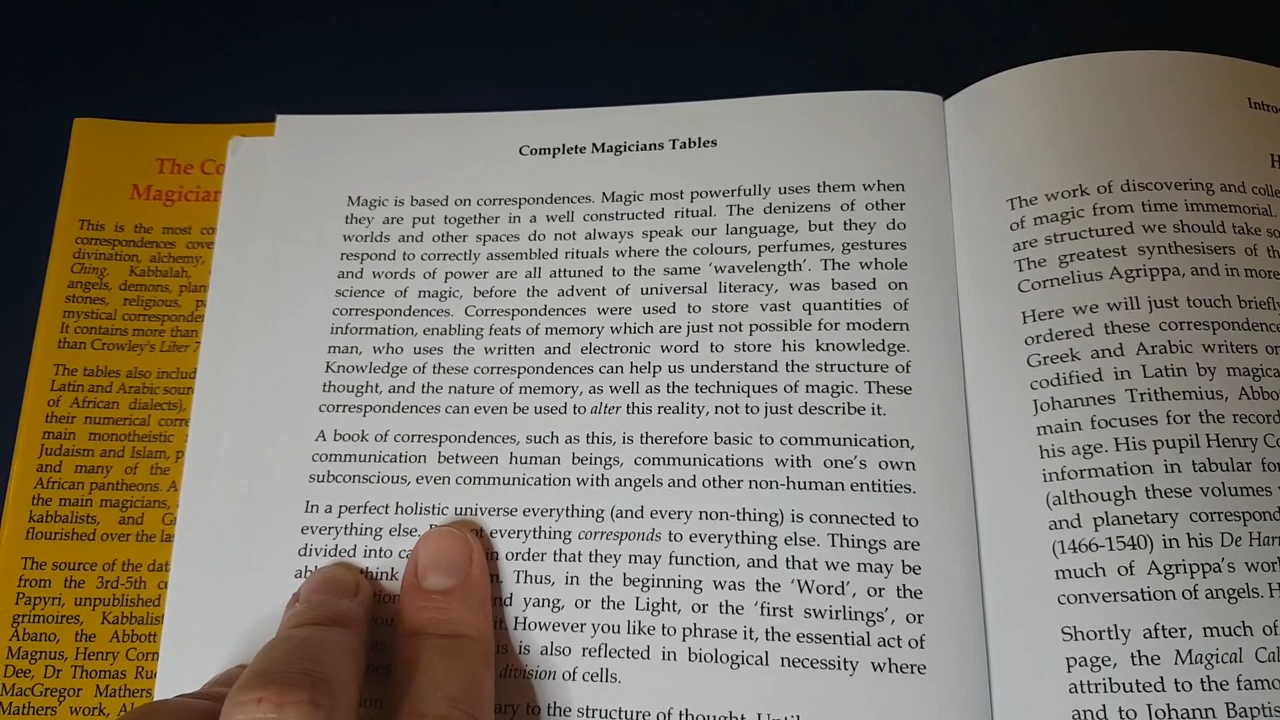 The Co
Magician
This is the most co
correspondences cove
divination, alchemy,
Ching, Kabbalah,
angels, demons, plan
stones, religious, p
mystical corresponde
It contains more than
than Crowley's Liber 7
The tables also includ
Latin and Arabic sour
of African dialects),
their numerical corre
main monotheistic
Judaism and Islam, p
and many of the
African pantheons. A
the main magicians,
kabbalists, and G
flourished over the la
The source of the dat
from the 3rd-5th c
Papyri, unpublished
grimoires, Kabbalist
Abano, the Abbott
Magnus, Henry Corn
Dee, Dr Thomas Ru
MacGregor Mathers,
Mathers' work, Al
Complete Magicians Tables
Magic is based on correspondences. Magic most powerfully uses them when
they are put together in a well constructed ritual. The denizens of other
worlds and other spaces do not always speak our language, but they do
respond to correctly assembled rituals where the colours, perfumes, gestures
and words of power are all attuned to the same 'wavelength'. The whole
science of magic, before the advent of universal literacy, was based on
correspondences. Correspondences were used to store vast quantities of
information, enabling feats of memory which are just not possible for modern
man, who uses the written and electronic word to store his knowledge.
Knowledge of these correspondences can help us understand the structure of
thought, and the nature of memory, as well as the techniques of magic. These
correspondences can even be used to alter this reality, not to just describe it.
A book of correspondences, such as this, is therefore basic to communication,
communication between human beings, communications with one's own
subconscious, even communication with angels and other non-human entities.
In a perfect holistic universe everything (and every non-thing) is connected to
everything else. everything corresponds to everything else. Things are
divided into in order that they may function, and that we may be
think Thus, in the beginning was the 'Word', or the
and yang, or the Light, or the 'first swirlings', or
it. However you like to phrase it, the essential act of
is also reflected in biological necessity where
division of cells.
to the structure of thought. Until
Intro
H
The work of discovering and colle
of magic from time immemorial.
are structured we should take so
The greatest synthesisers of th
Cornelius Agrippa, and in more
Here we will just touch briefl
ordered these correspondenc
Greek and Arabic writers or
codified in Latin by magica
Johannes Trithemius, Abbo
main focuses for the record
his age. His pupil Henry Co
information in tabular for
(although these volumes
and planetary correspond
(1466-1540) in his De Har
much of Agrippa's wor
conversation of angels. H
Shortly after, much of
page, the Magical Cal
attributed to the famo
and to Johann Baptis